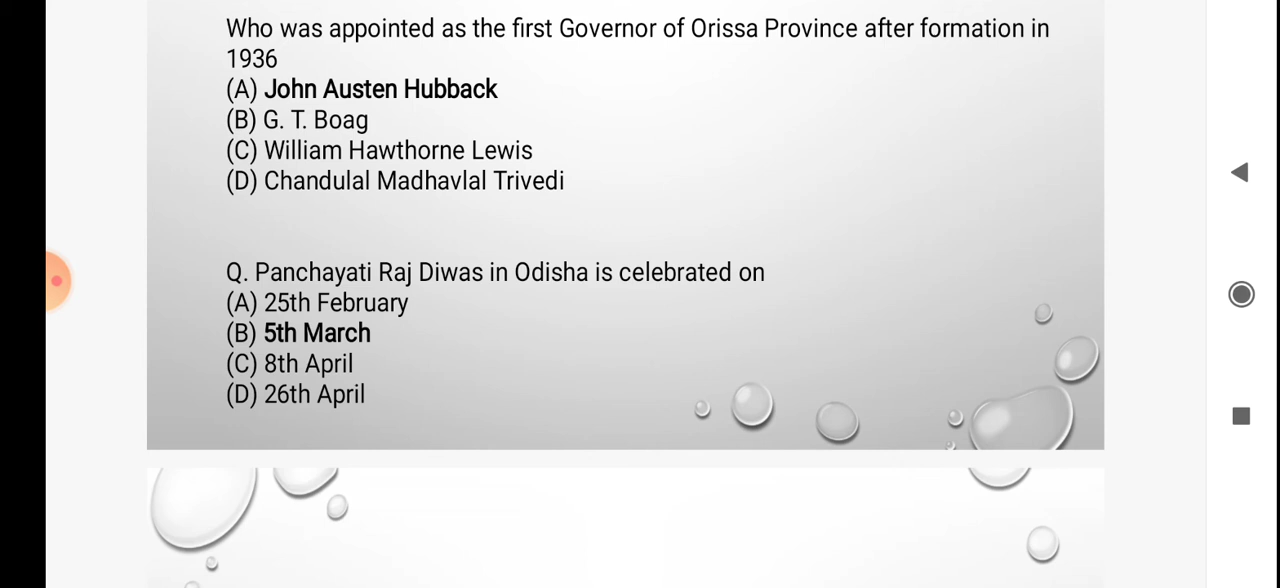 Who was appointed as the first Governor of Orissa Province after formation in
1936
(A) John Austen Hubback
(B) G. T. Boag
(C) William Hawthorne Lewis
(D) Chandulal Madhavlal Trivedi
Q. Panchayati Raj Diwas in Odisha is celebrated on
(A) 25th February
(B) 5th March
(C) 8th April
(D) 26th April